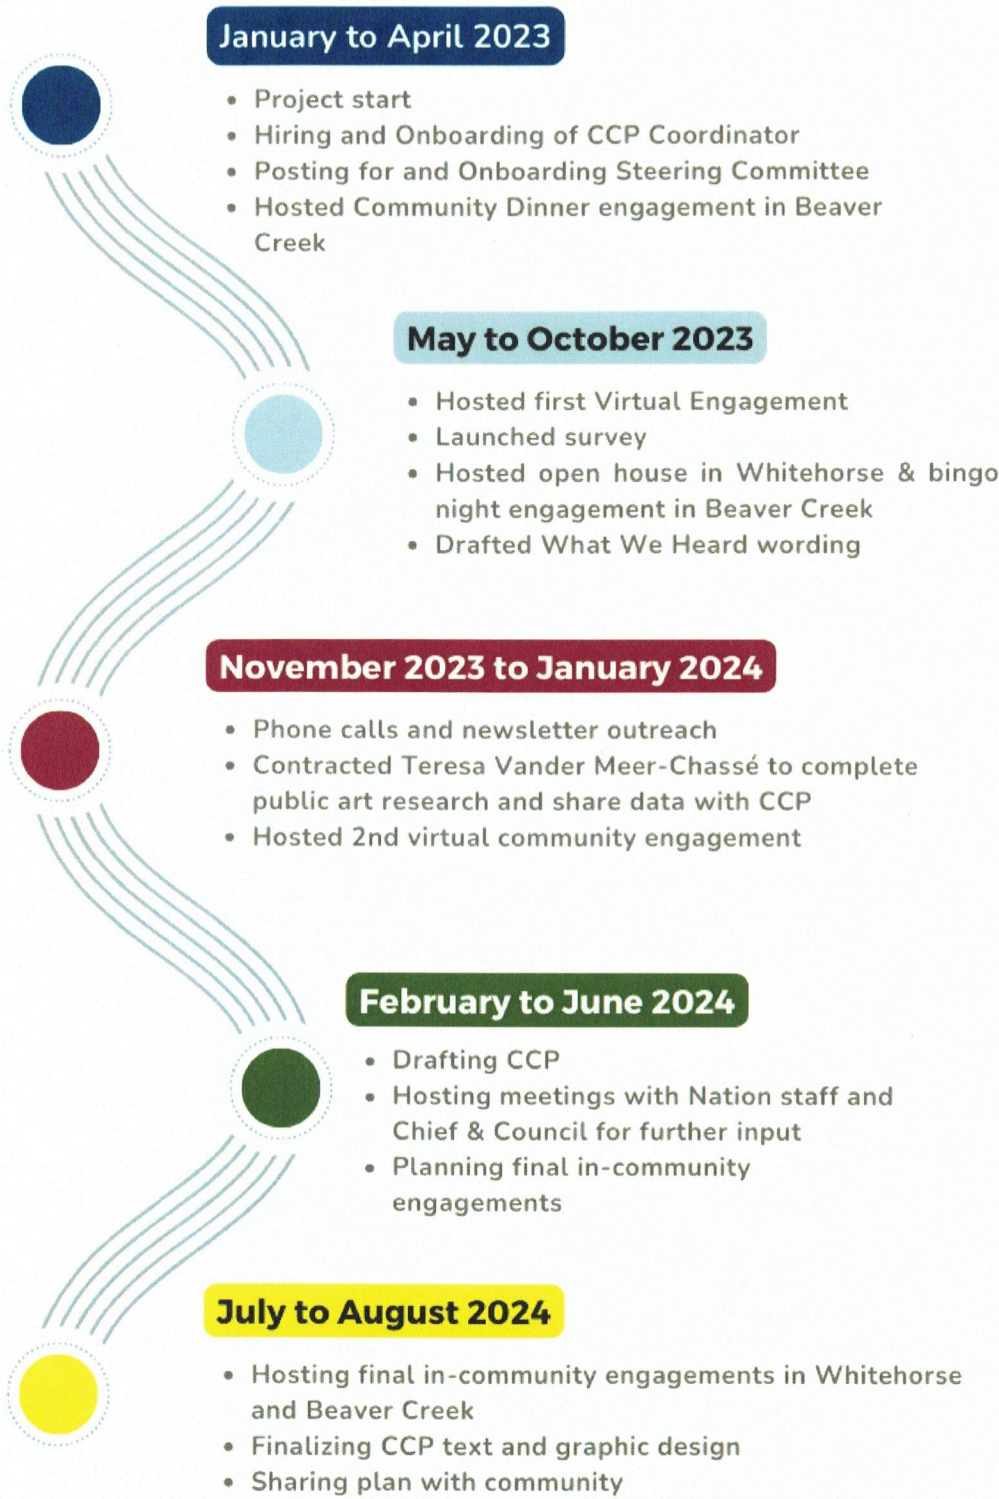 January to April 2023
• Project start
• Hiring and Onboarding of CCP Coordinator
• Posting for and Onboarding Steering Committee
• Hosted Community Dinner engagement in Beaver
Creek
May to October 2023
• Hosted first Virtual Engagement
• Launched survey
• Hosted open house in Whitehorse & bingo
night engagement in Beaver Creek
• Drafted What We Heard wording
November 2023 to January 2024
• Phone calls and newsletter outreach
• Contracted Teresa Vander Meer-Chassé to complete
public art research and share data with CCP
• Hosted 2nd virtual community engagement
February to June 2024
• Drafting CCP
• Hosting meetings with Nation staff and
Chief & Council for further input
• Planning final in-community
engagements
July to August 2024
• Hosting final in-community engagements in Whitehorse
and Beaver Creek
• Finalizing CCP text and graphic design
• Sharing plan with community